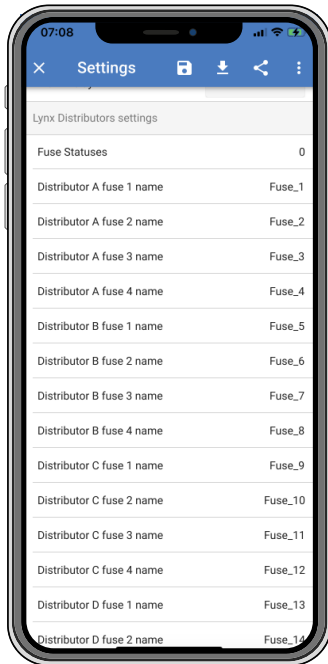 07:08
Settings
Lynx Distributors settings
Fuse Statuses 0
Distributor A fuse 1 name Fuse_1
Distributor A fuse 2 name Fuse_2
Distributor A fuse 3 name Fuse_3
Distributor A fuse 4 name Fuse_4
Distributor B fuse 1 name Fuse_5
Distributor B fuse 2 name Fuse_6
Distributor B fuse 3 name Fuse_7
Distributor B fuse 4 name Fuse_8
Distributor C fuse 1 name Fuse_9
Distributor C fuse 2 name Fuse_10
Distributor C fuse 3 name Fuse_11
Distributor C fuse 4 name Fuse_12
Distributor D fuse 1 name Fuse_13
Distributor D fuse 2 name Fuse_14